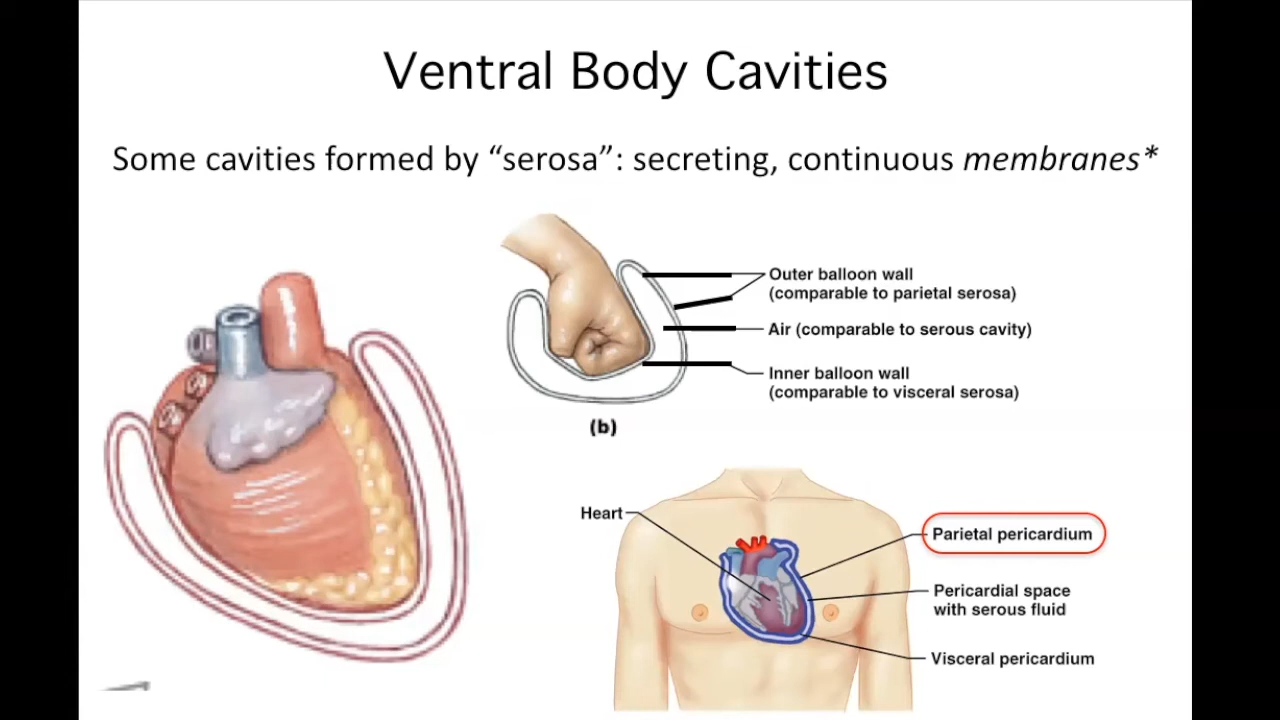 Ventral Body Cavities
Some cavities formed by “serosa”: secreting, continuous membranes*
Outer balloon wall
(comparable to parietal serosa)
Air (comparable to serous cavity)
Inner balloon wall
(comparable to visceral serosa)
(b)
Heart
Parietal pericardium
Pericardial space
with serous fluid
Visceral pericardium